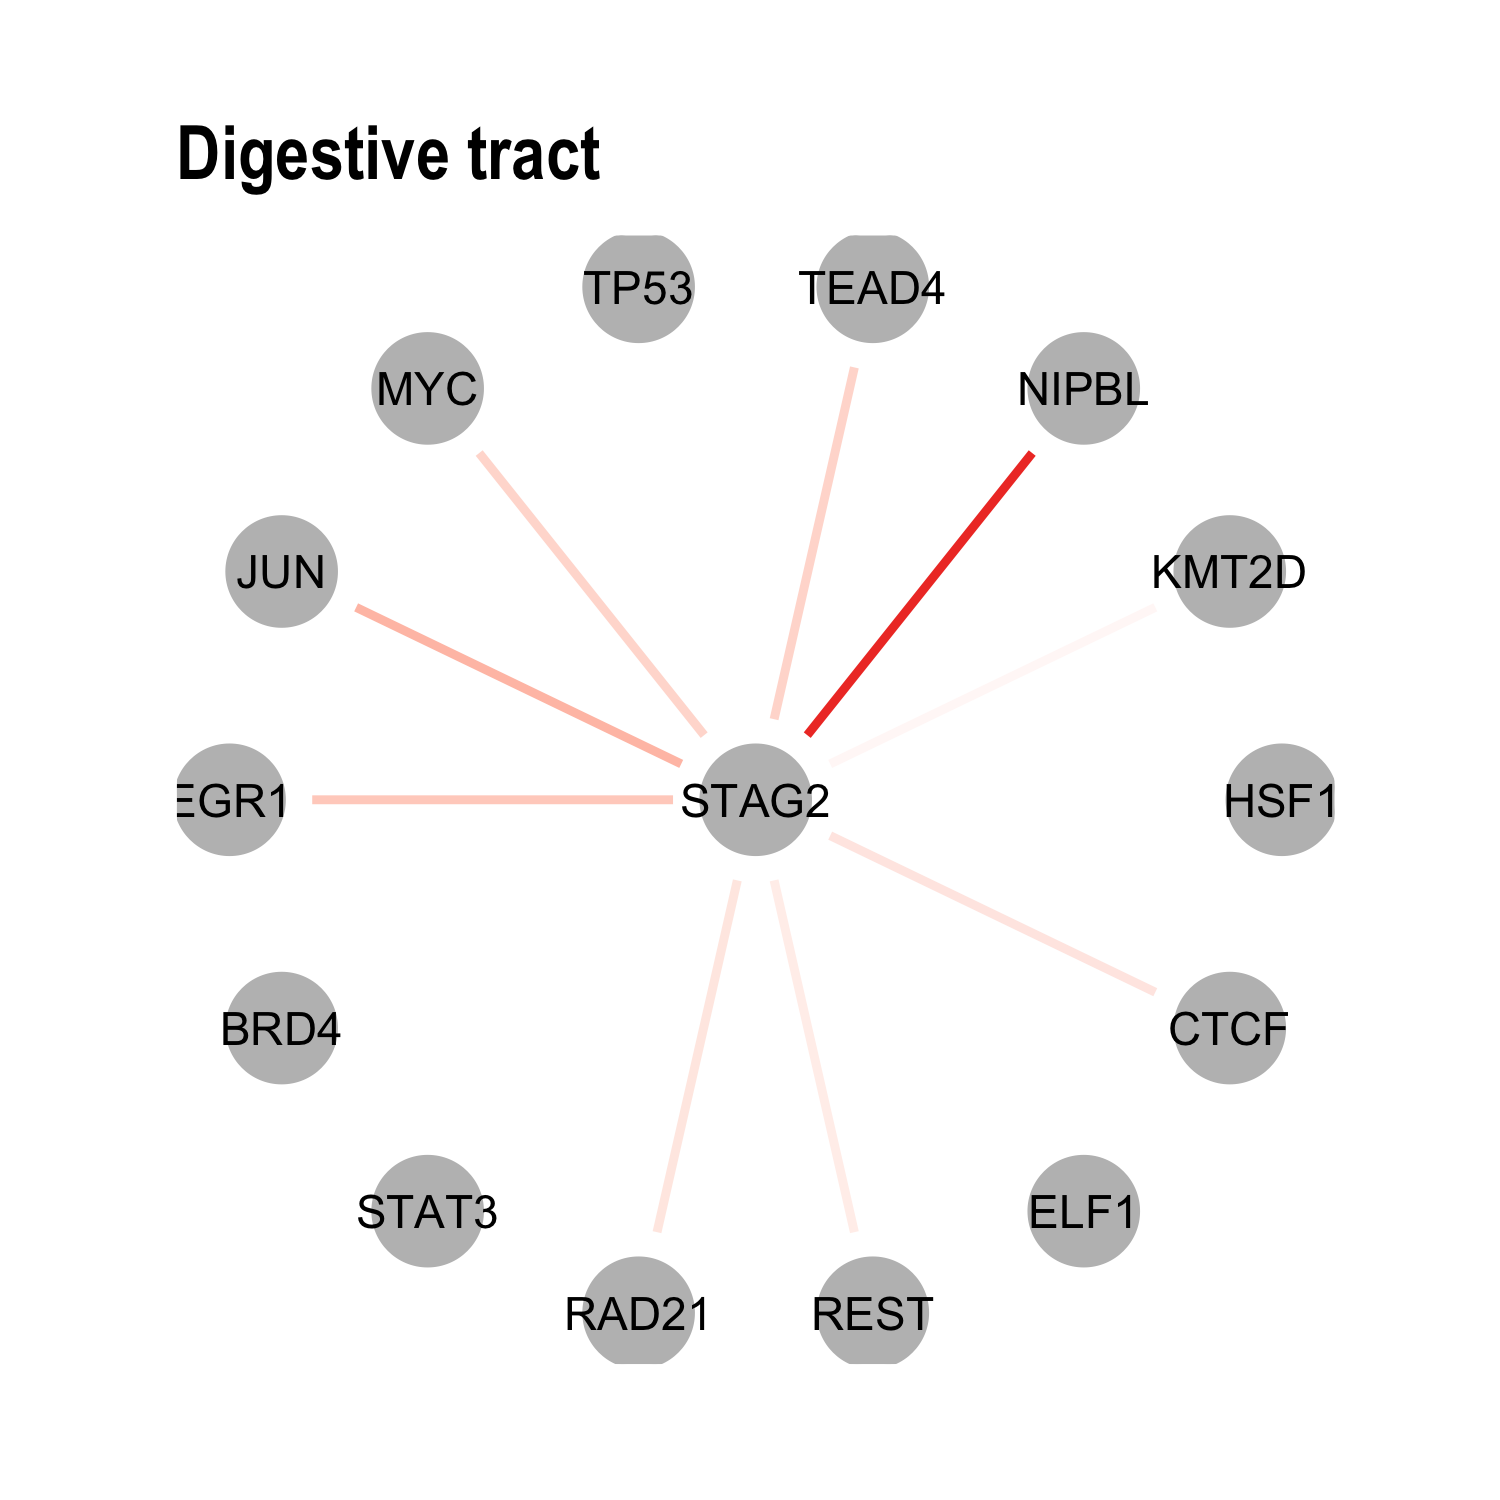 Digestive tract
TP53
TEAD4
MYC
NIPBL
JUN
KMT2D
EGR1
STAG2
HSF1
BRD4
CTCF
STAT3
ELF1
RAD21
REST